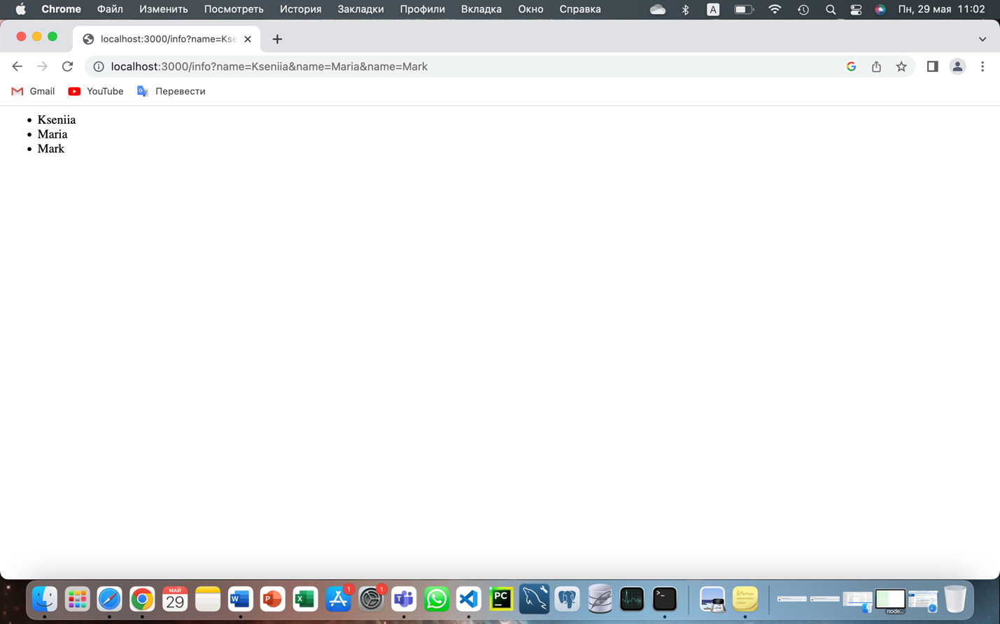 Chrome Файл Изменить Посмотреть История Закладки Профили Вкладка Окно Справка A Пн, 29 мая 11:02
localhost:3000/info?name=Kse
localhost:3000/info?name=Kseniia&name=Maria&name=Mark
Gmail YouTube Перевести
Kseniia
Maria
Mark
МАЙ
29
W
P
X
1
1
T
PC
>_
node...